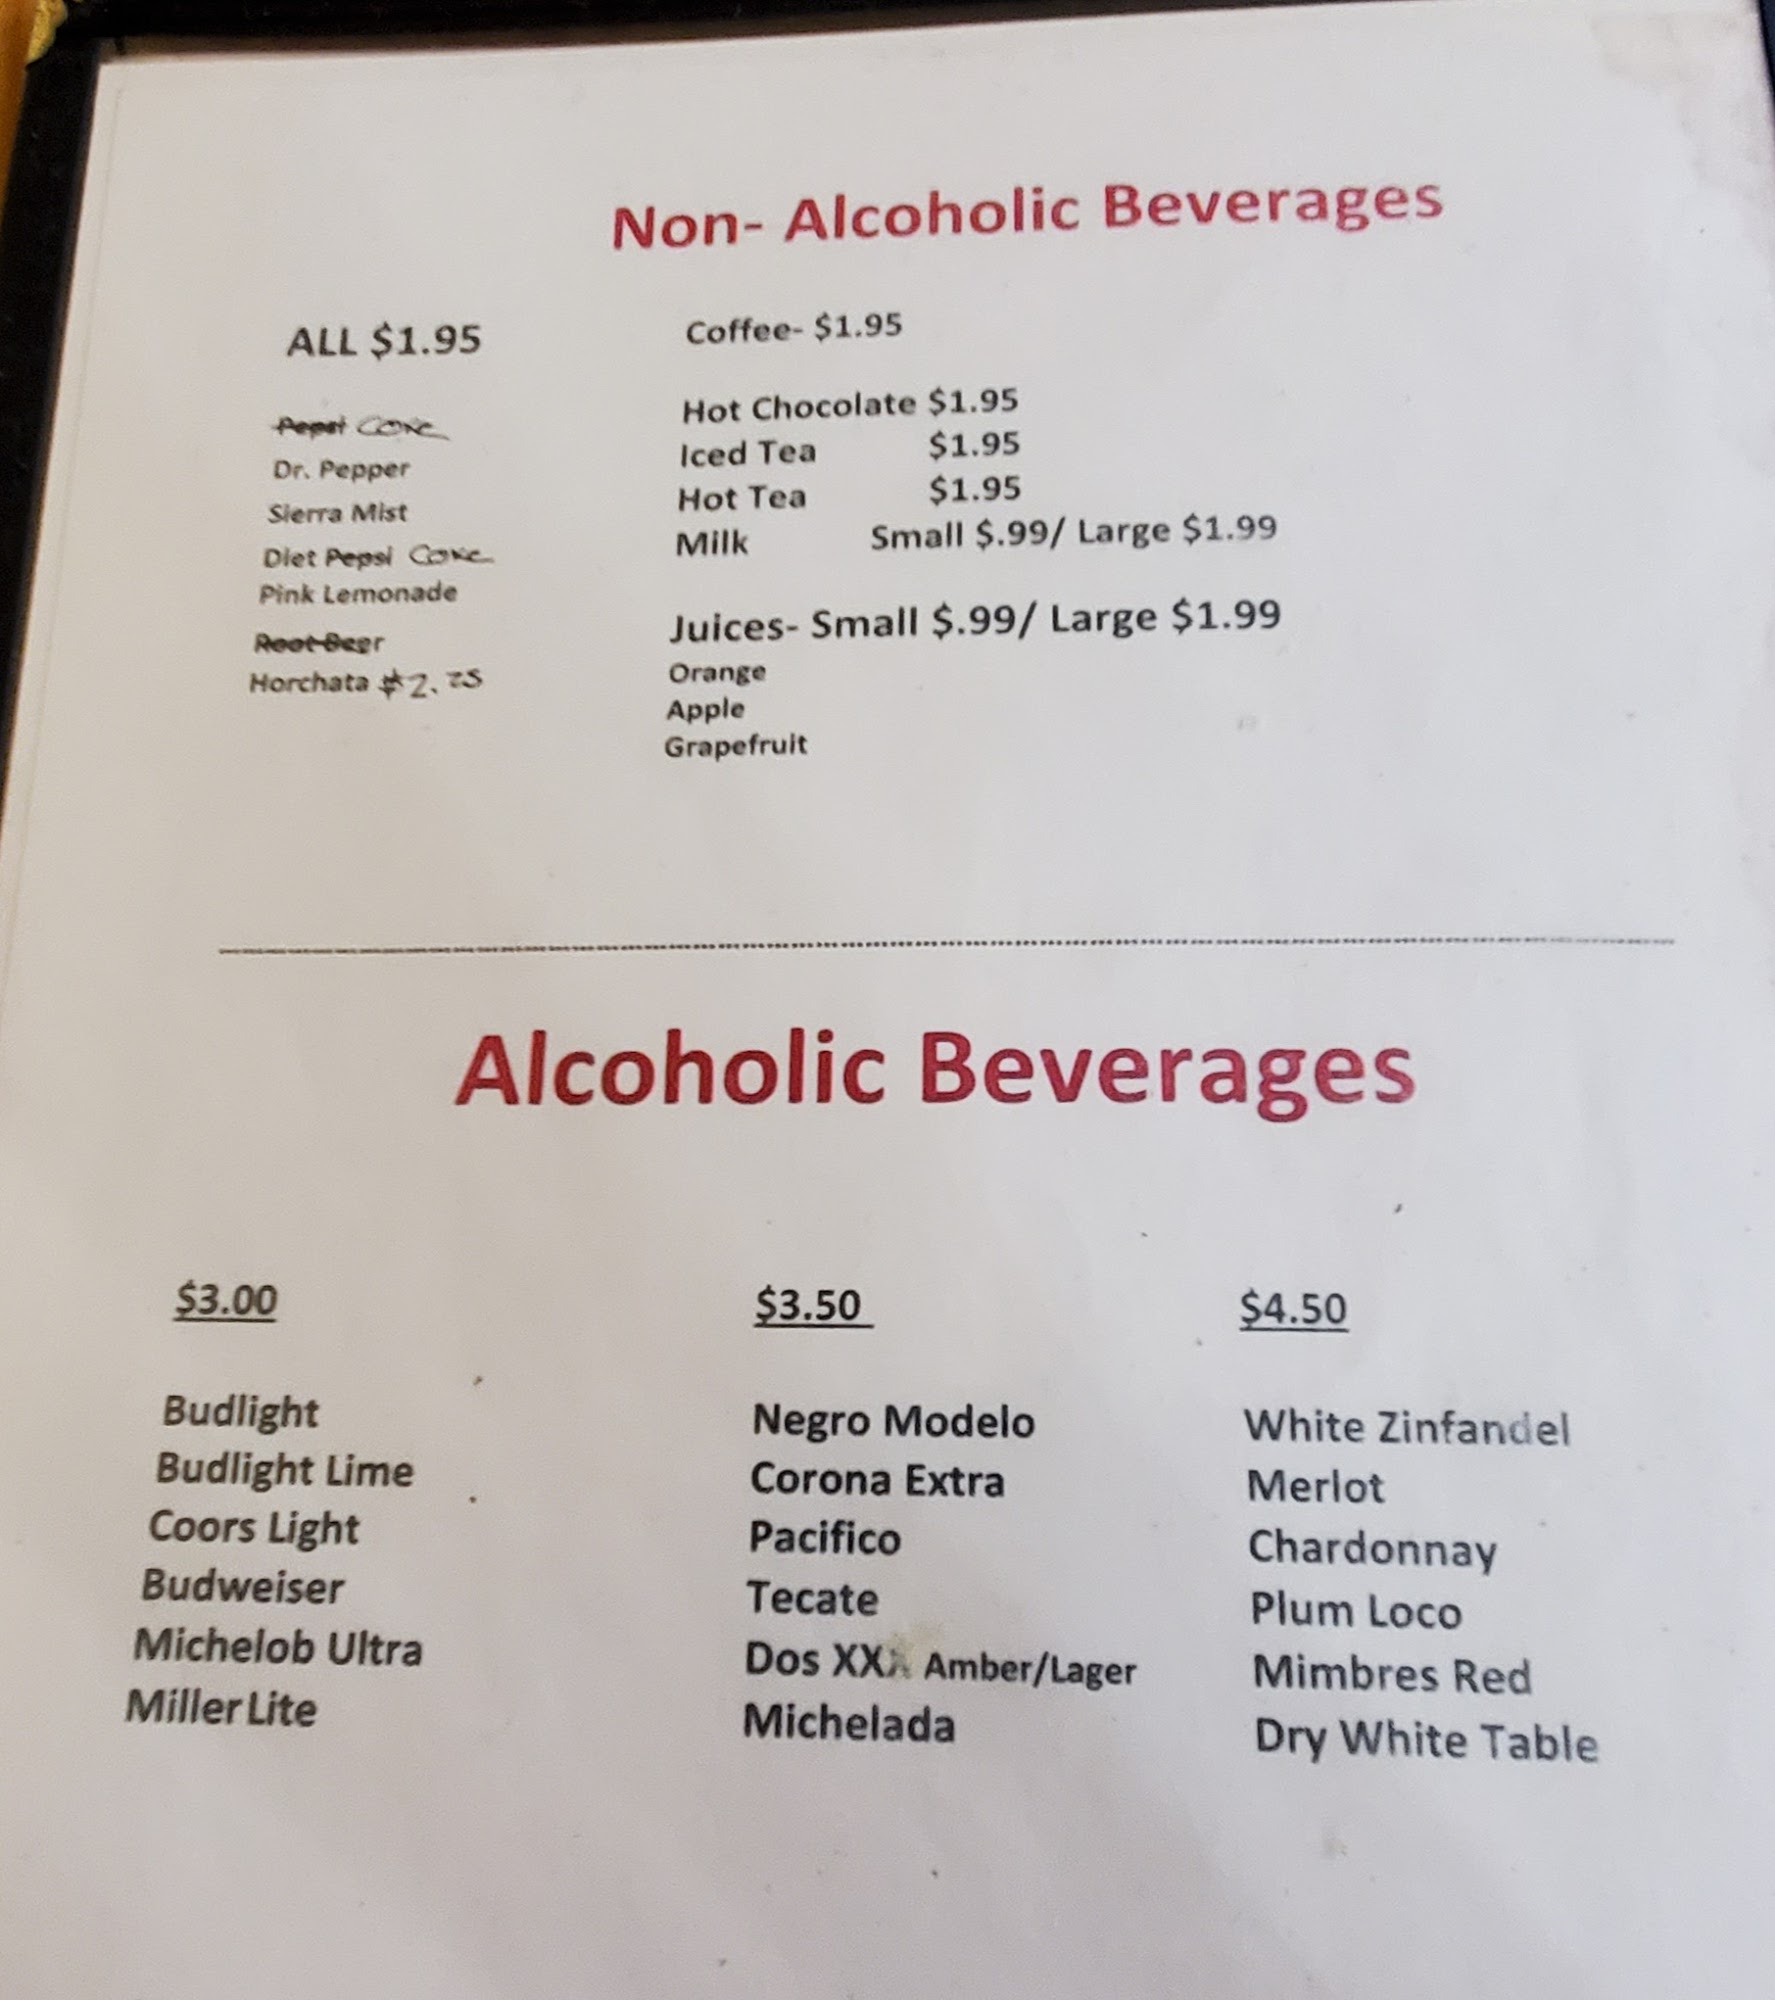 Non- Alcoholic Beverages
ALL $1.95
Pepsi Coke
Dr. Pepper
Sierra Mist
Diet Pepsi Coke
Pink Lemonade
Root Beer
Horchata $2.25
Coffee- $1.95
Hot Chocolate $1.95
Iced Tea $1.95
Hot Tea $1.95
Milk Small $.99/ Large $1.99
Juices- Small $.99/ Large $1.99
Orange
Apple
Grapefruit
Alcoholic Beverages
$3.00
Budlight
Budlight Lime
Coors Light
Budweiser
Michelob Ultra
Miller Lite
$3.50
Negro Modelo
Corona Extra
Pacifico
Tecate
Dos XXX Amber/Lager
Michelada
$4.50
White Zinfandel
Merlot
Chardonnay
Plum Loco
Mimbres Red
Dry White Table